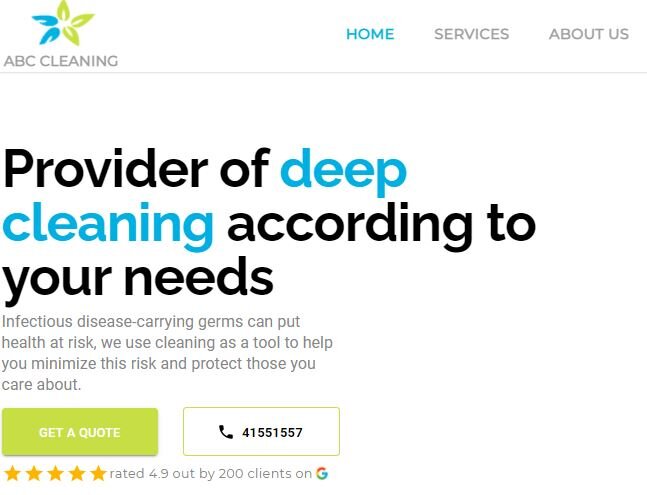 ABC CLEANING
HOME SERVICES ABOUT US
Provider of deep
cleaning according to
your needs
Infectious disease-carrying germs can put
health at risk, we use cleaning as a tool to help
you minimize this risk and protect those you
care about.
GET A QUOTE 41551557
rated 4.9 out by 200 clients on G